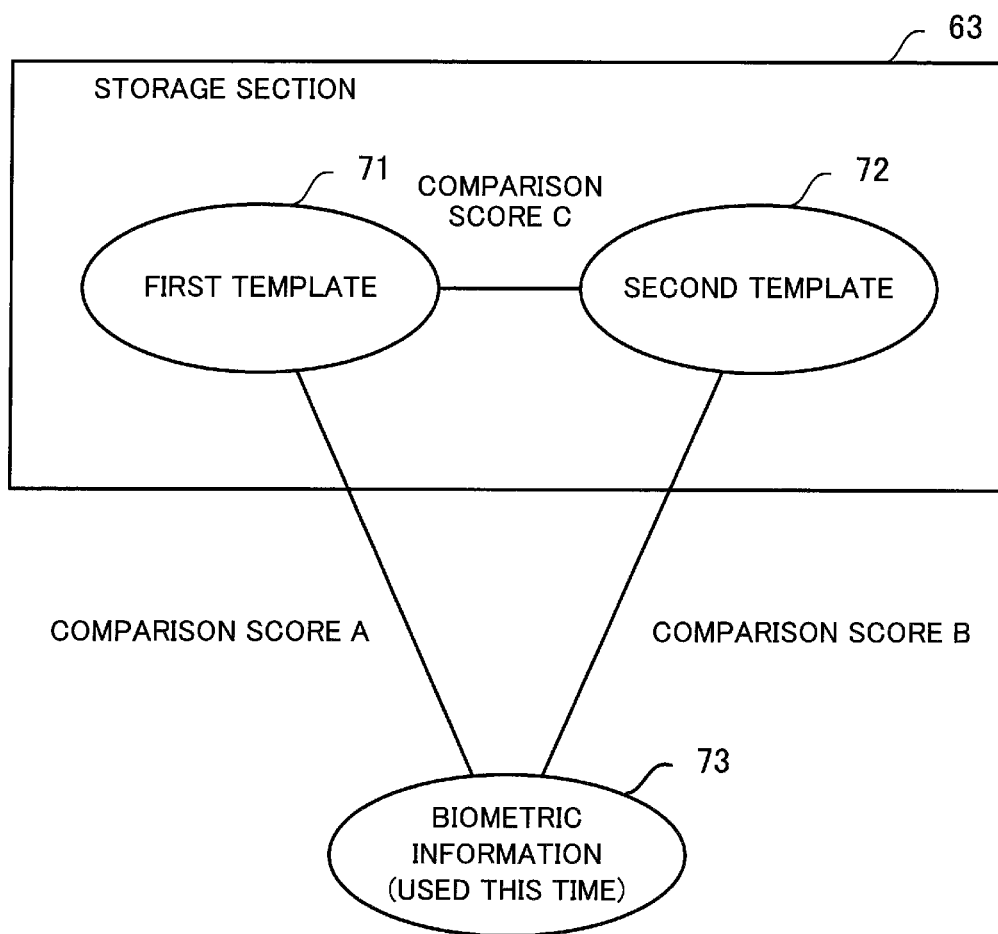 63
STORAGE SECTION
71
COMPARISON
SCORE C
72
FIRST TEMPLATE
SECOND TEMPLATE
COMPARISON SCORE A
COMPARISON SCORE B
73
BIOMETRIC
INFORMATION
(USED THIS TIME)